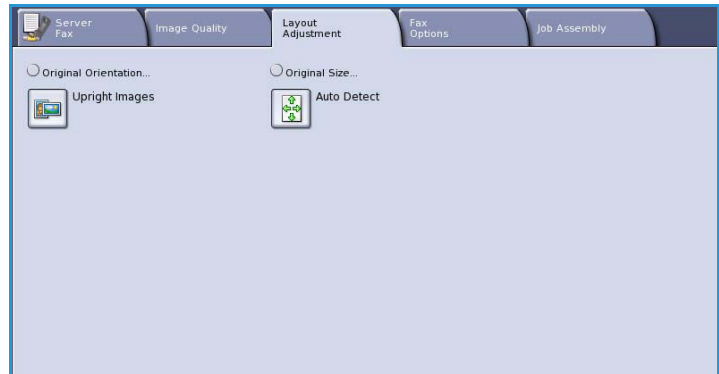 Server
Fax
Image Quality
Layout
Adjustment
Fax
Options
Job Assembly
Original Orientation...
Original Size...
Upright Images
Auto Detect